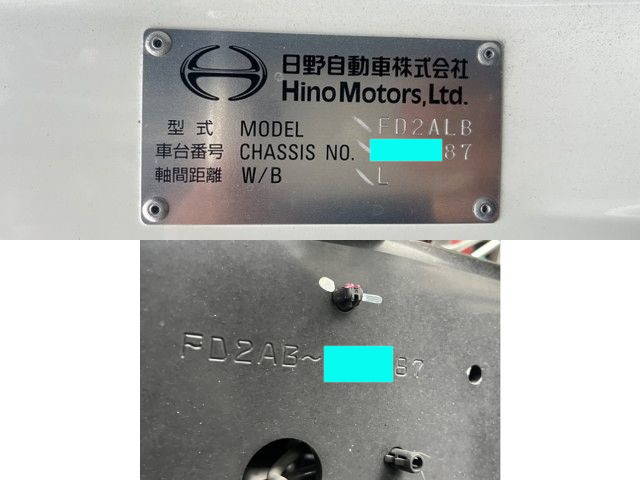 日野自動車株式会社
Hino Motors, Ltd.
型式 MODEL FD2ALB
車台番号 CHASSIS NO. 87
軸間距離 W/B L
FD2AB~ 87